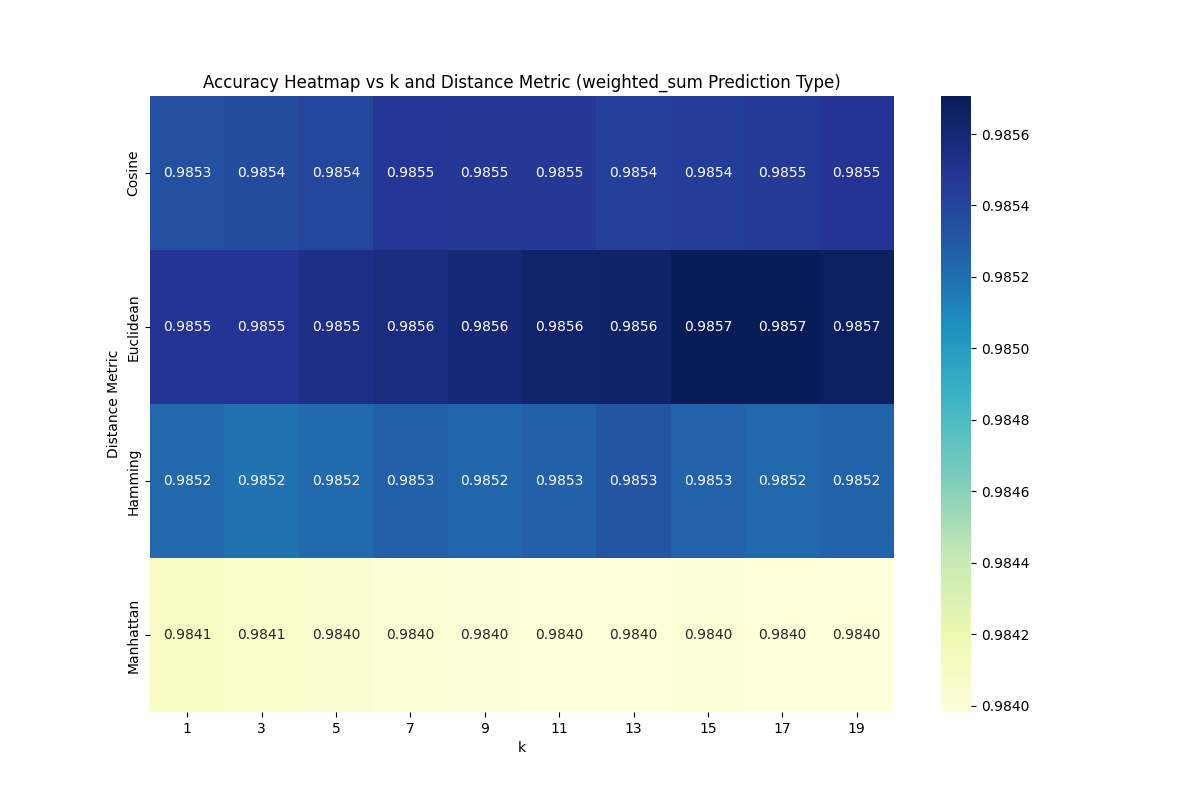 Accuracy Heatmap vs k and Distance Metric (weighted_sum Prediction Type)
Distance Metric
Cosine
0.9853 0.9854 0.9854 0.9855 0.9855 0.9855 0.9854 0.9854 0.9855 0.9855
Euclidean
0.9855 0.9855 0.9855 0.9856 0.9856 0.9856 0.9856 0.9857 0.9857 0.9857
Hamming
0.9852 0.9852 0.9852 0.9853 0.9852 0.9853 0.9853 0.9853 0.9852 0.9852
Manhattan
0.9841 0.9841 0.9840 0.9840 0.9840 0.9840 0.9840 0.9840 0.9840 0.9840
1 3 5 7 9 11 13 15 17 19
k
0.9856
0.9854
0.9852
0.9850
0.9848
0.9846
0.9844
0.9842
0.9840